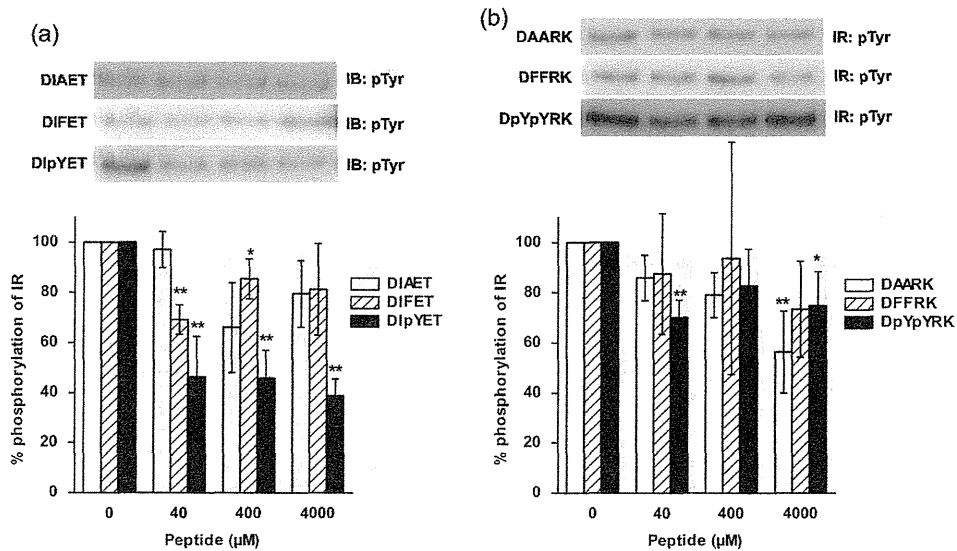 (a)
DIAET IB: pTyr
DIFET IB: pTyr
DIpYET IB: pTyr
% phosphorylation of IR
100
80
60
40
20
0
** ** * ** **
0 40 400 4000
Peptide (µM)
DIAET
DIFET
DIpYET
(b)
DAARK IR: pTyr
DFFRK IR: pTyr
DpYpYRK IR: pTyr
% phosphorylation of IR
100
80
60
40
20
0
** ** *
0 40 400 4000
Peptide (µM)
DAARK
DFFRK
DpYpYRK